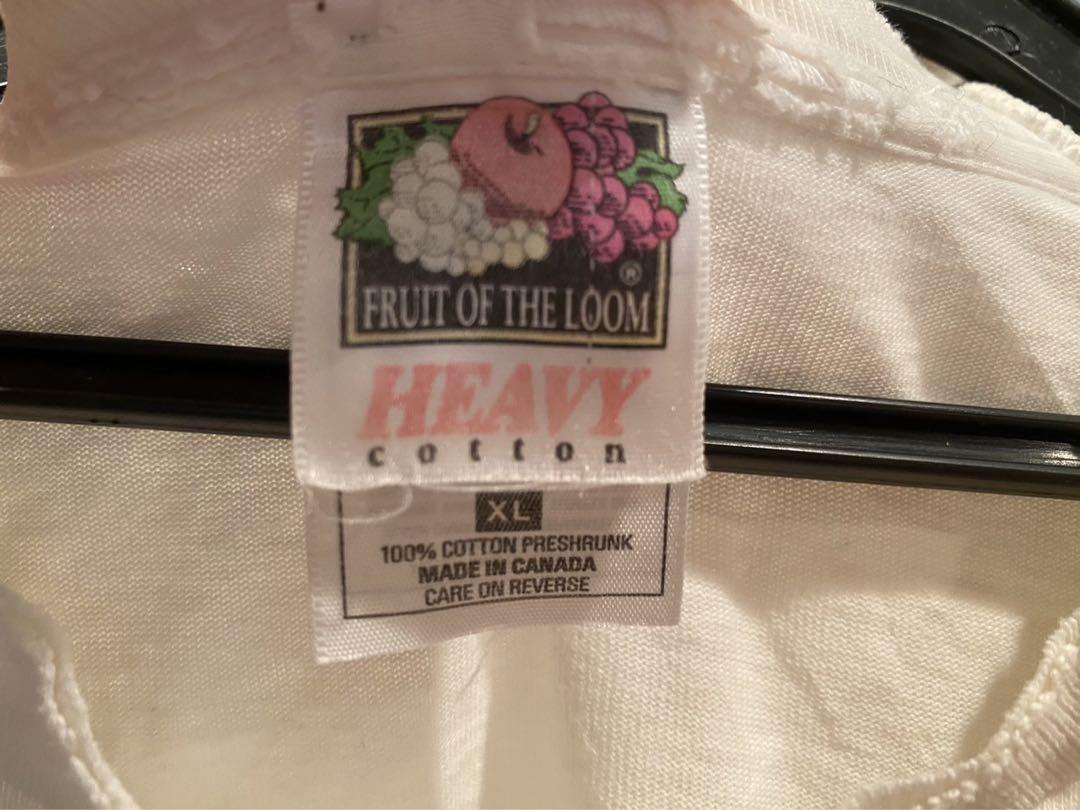 ®
FRUIT OF THE LOOM
HEAVY
cotton
XL
100% COTTON PRESHRUNK
MADE IN CANADA
CARE ON REVERSE